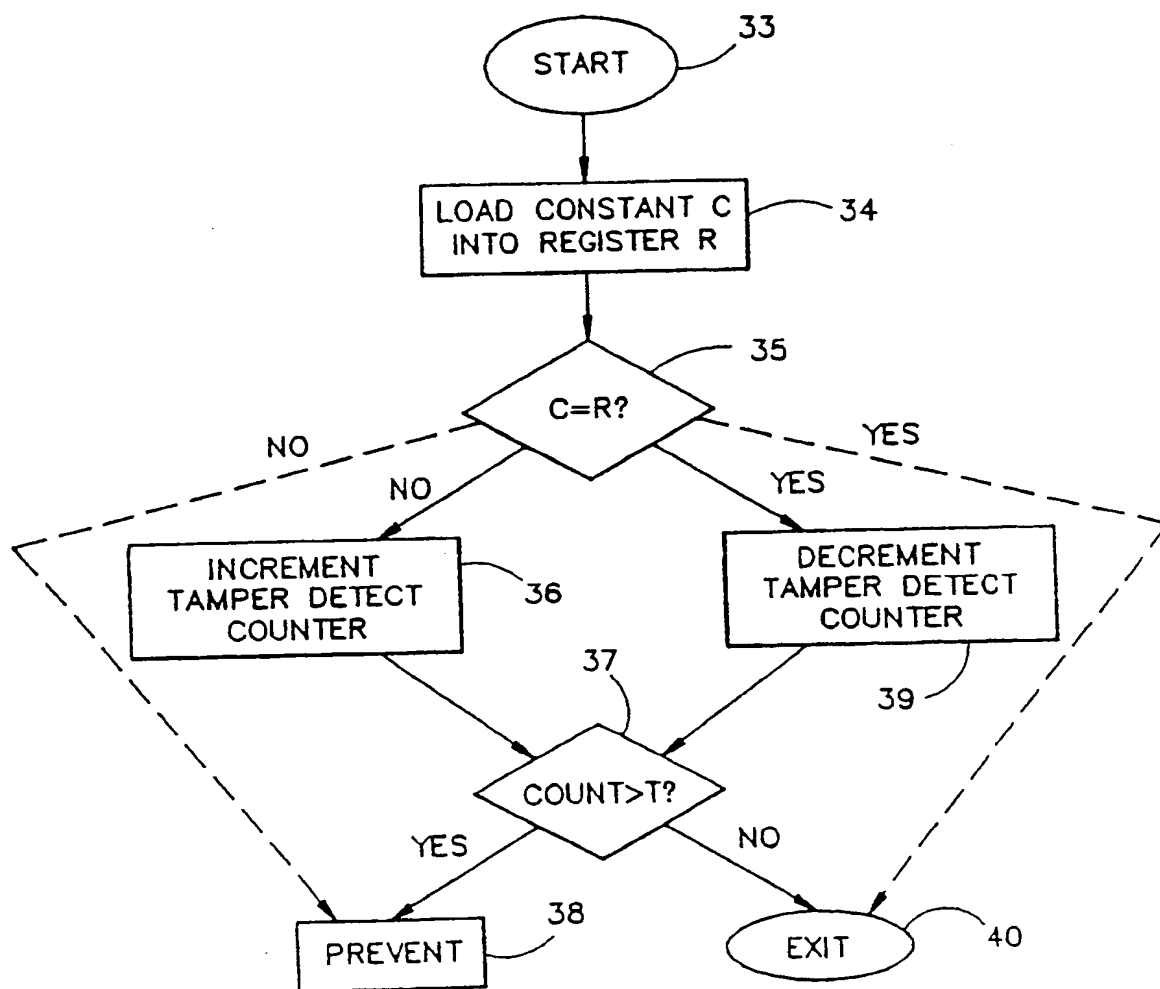 33
START
LOAD CONSTANT C
INTO REGISTER R
34
35
C=R?
NO
YES
NO
YES
INCREMENT
TAMPER DETECT
COUNTER
36
DECREMENT
TAMPER DETECT
COUNTER
39
37
COUNT>T?
YES
NO
PREVENT
38
EXIT
40